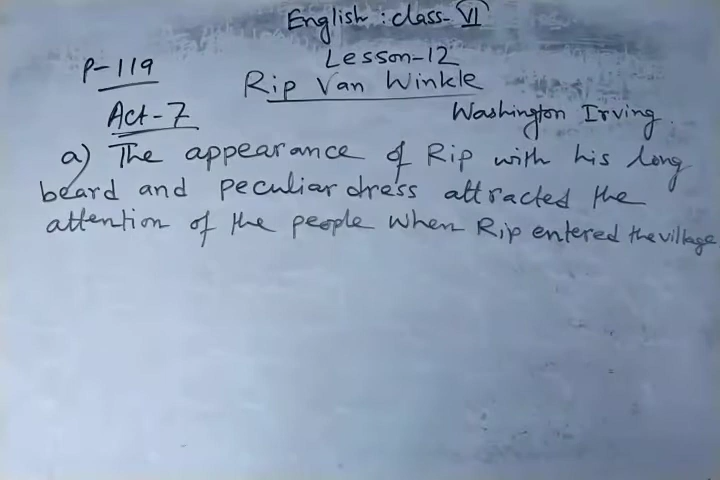 English : class - VI
Lesson-12
P-119
Rip Van Winkle
Act-7
Washington Irving.
a) The appearance of Rip with his long
beard and peculiar dress attracted the
attention of the people when Rip entered the village